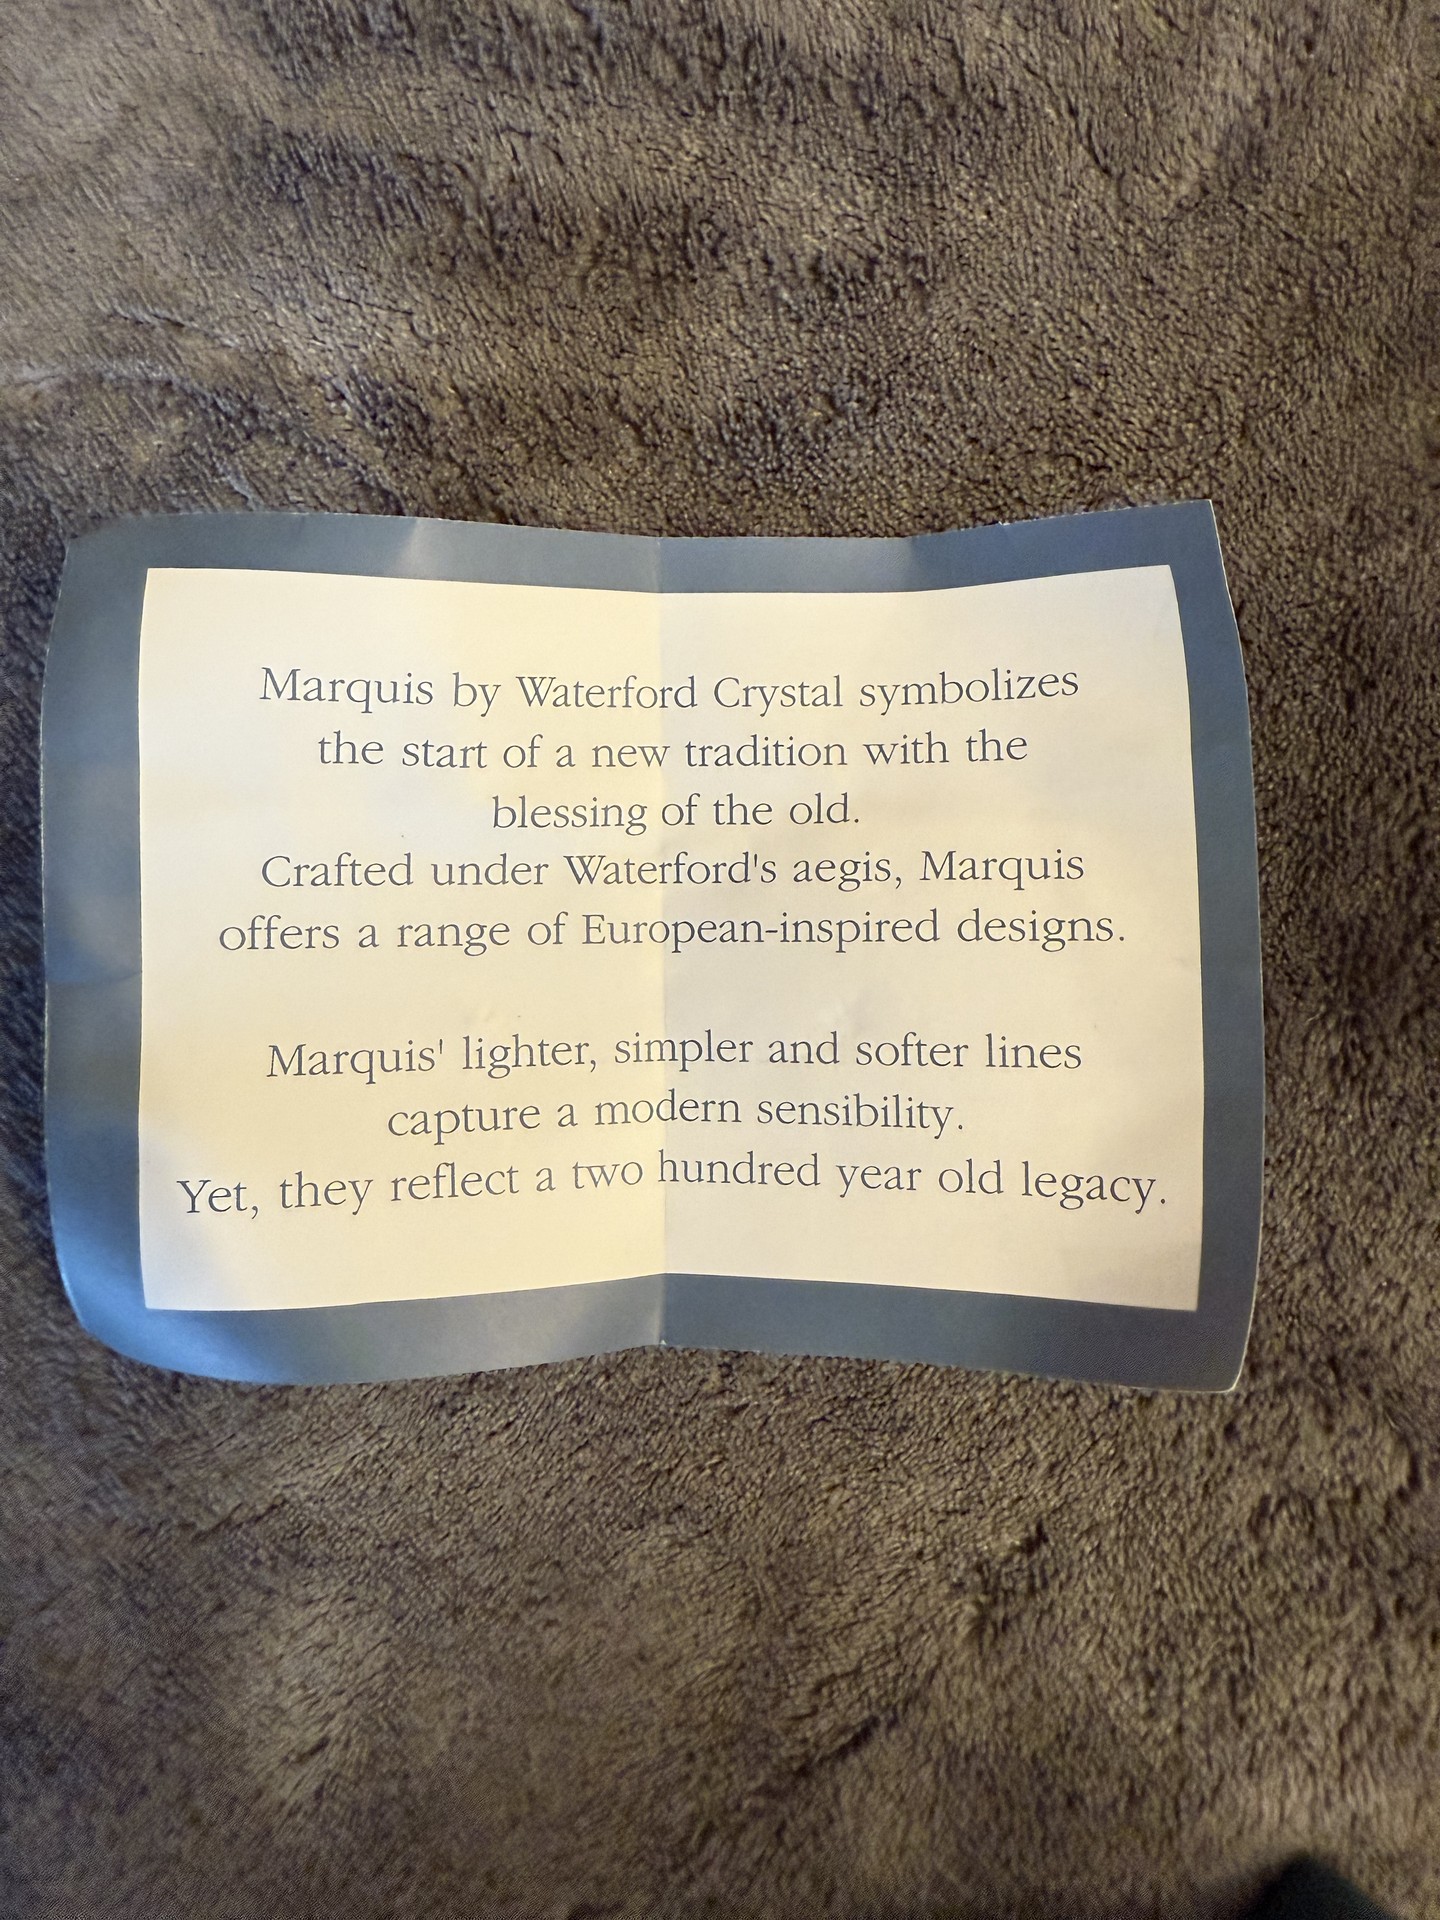 Marquis by Waterford Crystal symbolizes
the start of a new tradition with the
blessing of the old.
Crafted under Waterford's aegis, Marquis
offers a range of European-inspired designs.
Marquis' lighter, simpler and softer lines
capture a modern sensibility.
Yet, they reflect a two hundred year old legacy.